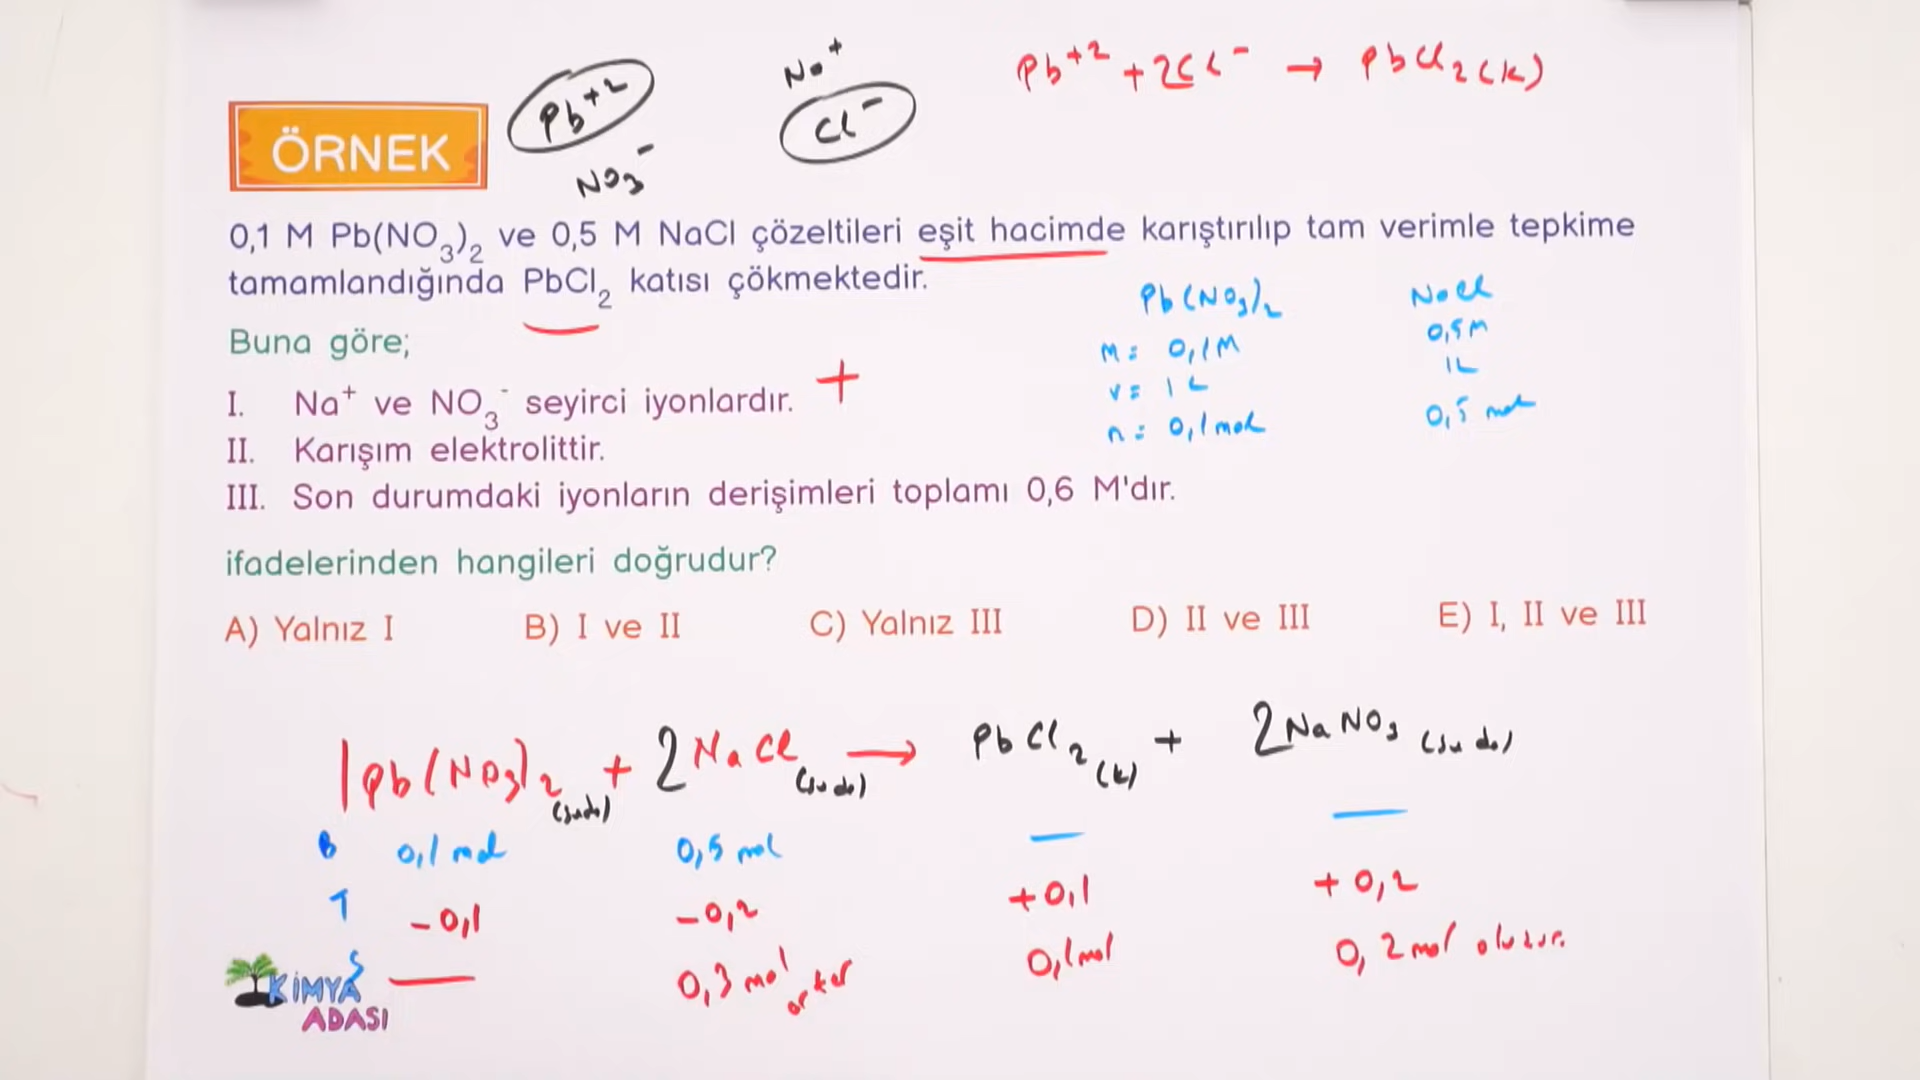 Pb+2 + 2Cl- → PbCl2(k)
Na+
Pb+2
Cl-
NO3-
ÖRNEK
0,1 M Pb(NO3)2 ve 0,5 M NaCl çözeltileri eşit hacimde karıştırılıp tam verimle tepkime
tamamlandığında PbCl2 katısı çökmektedir.
Pb(NO3)2 NaCl
M= 0,1M 0,5M
V= 1L 1L
n= 0,1mol 0,5 mol
Buna göre;
I. Na+ ve NO3- seyirci iyonlardır. +
II. Karışım elektrolittir.
III. Son durumdaki iyonların derişimleri toplamı 0,6 M'dır.
ifadelerinden hangileri doğrudur?
A) Yalnız I B) I ve II C) Yalnız III D) II ve III E) I, II ve III
1Pb(NO3)2(suda) + 2NaCl(suda) → PbCl2(k) + 2NaNO3(suda)
B 0,1 mol 0,5 mol — —
T -0,1 -0,2 +0,1 +0,2
S — 0,3 mol artar 0,1mol 0,2mol oluşur.
KİMYA
ADASI